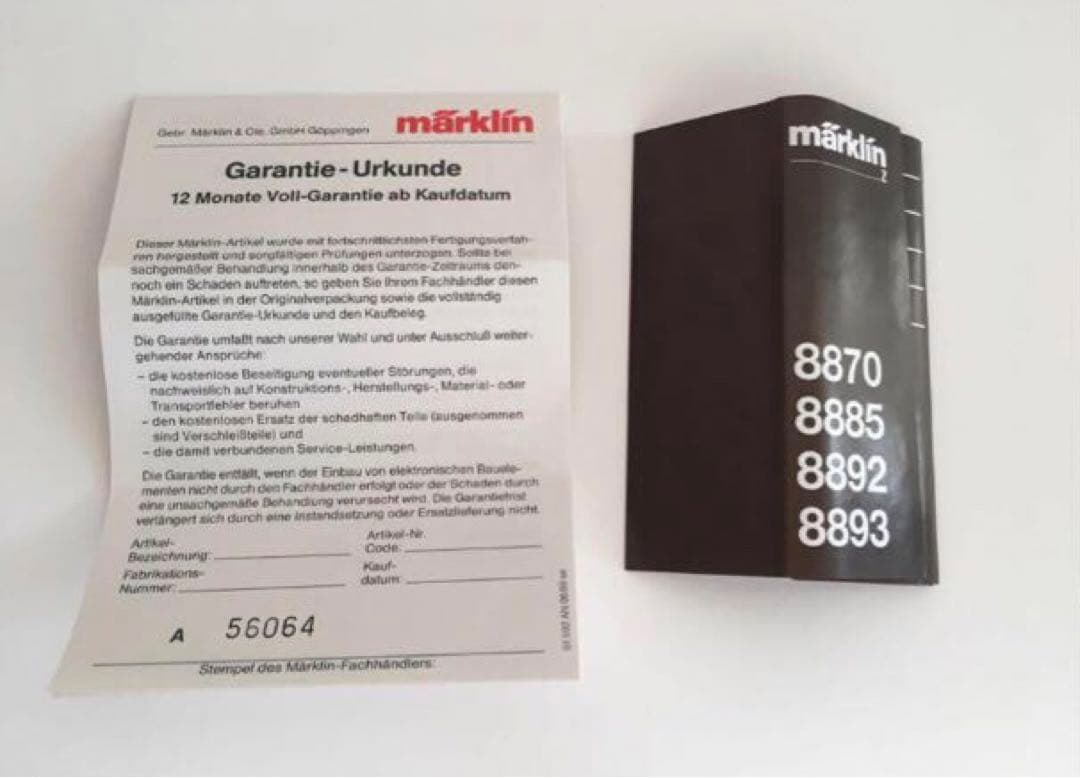 Gebr. Märklin & Cie. GmbH Göppingen
märklin
Garantie-Urkunde
12 Monate Voll-Garantie ab Kaufdatum
Dieser Märklin-Artikel wurde mit fortschrittlichsten Fertigungsverfah-
ren hergestellt und sorgfältigen Prüfungen unterzogen. Sollte bei
sachgemäßer Behandlung innerhalb des Garantie-Zeitraums den-
noch ein Schaden auftreten, so geben Sie Ihrem Fachhändler diesen
Märklin-Artikel in der Originalverpackung sowie die vollständig
ausgefüllte Garantie-Urkunde und den Kaufbeleg.
Die Garantie umfaßt nach unserer Wahl und unter Ausschluß weiter-
gehender Ansprüche:
– die kostenlose Beseitigung eventueller Störungen, die
nachweislich auf Konstruktions-, Herstellungs-, Material- oder
Transportfehler beruhen
– den kostenlosen Ersatz der schadhaften Teile (ausgenommen
sind Verschleißteile) und
– die damit verbundenen Service-Leistungen.
Die Garantie entfällt, wenn der Einbau von elektronischen Bauele-
menten nicht durch den Fachhändler erfolgt oder der Schaden durch
eine unsachgemäße Behandlung verursacht wird. Die Garantiefrist
verlängert sich durch eine Instandsetzung oder Ersatzlieferung nicht.
Artikel-
Bezeichnung:
Artikel-Nr.
Code:
Fabrikations-
Nummer:
Kauf-
datum:
A 56064
Stempel des Märklin-Fachhändlers:
märklin
Z
8870
8885
8892
8893